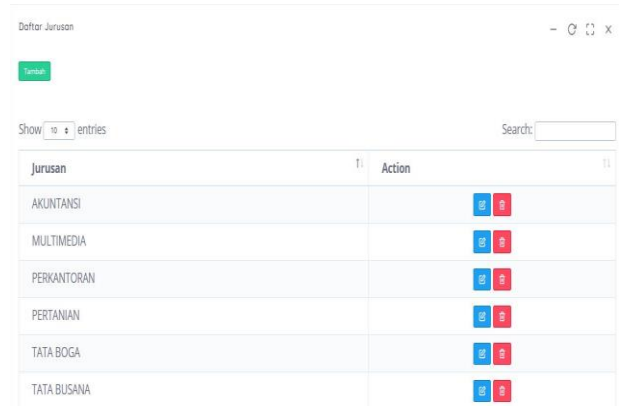 Daftar Jurusan
Tambah
Show 10 entries
Search:
Jurusan Action
AKUNTANSI
MULTIMEDIA
PERKANTORAN
PERTANIAN
TATA BOGA
TATA BUSANA